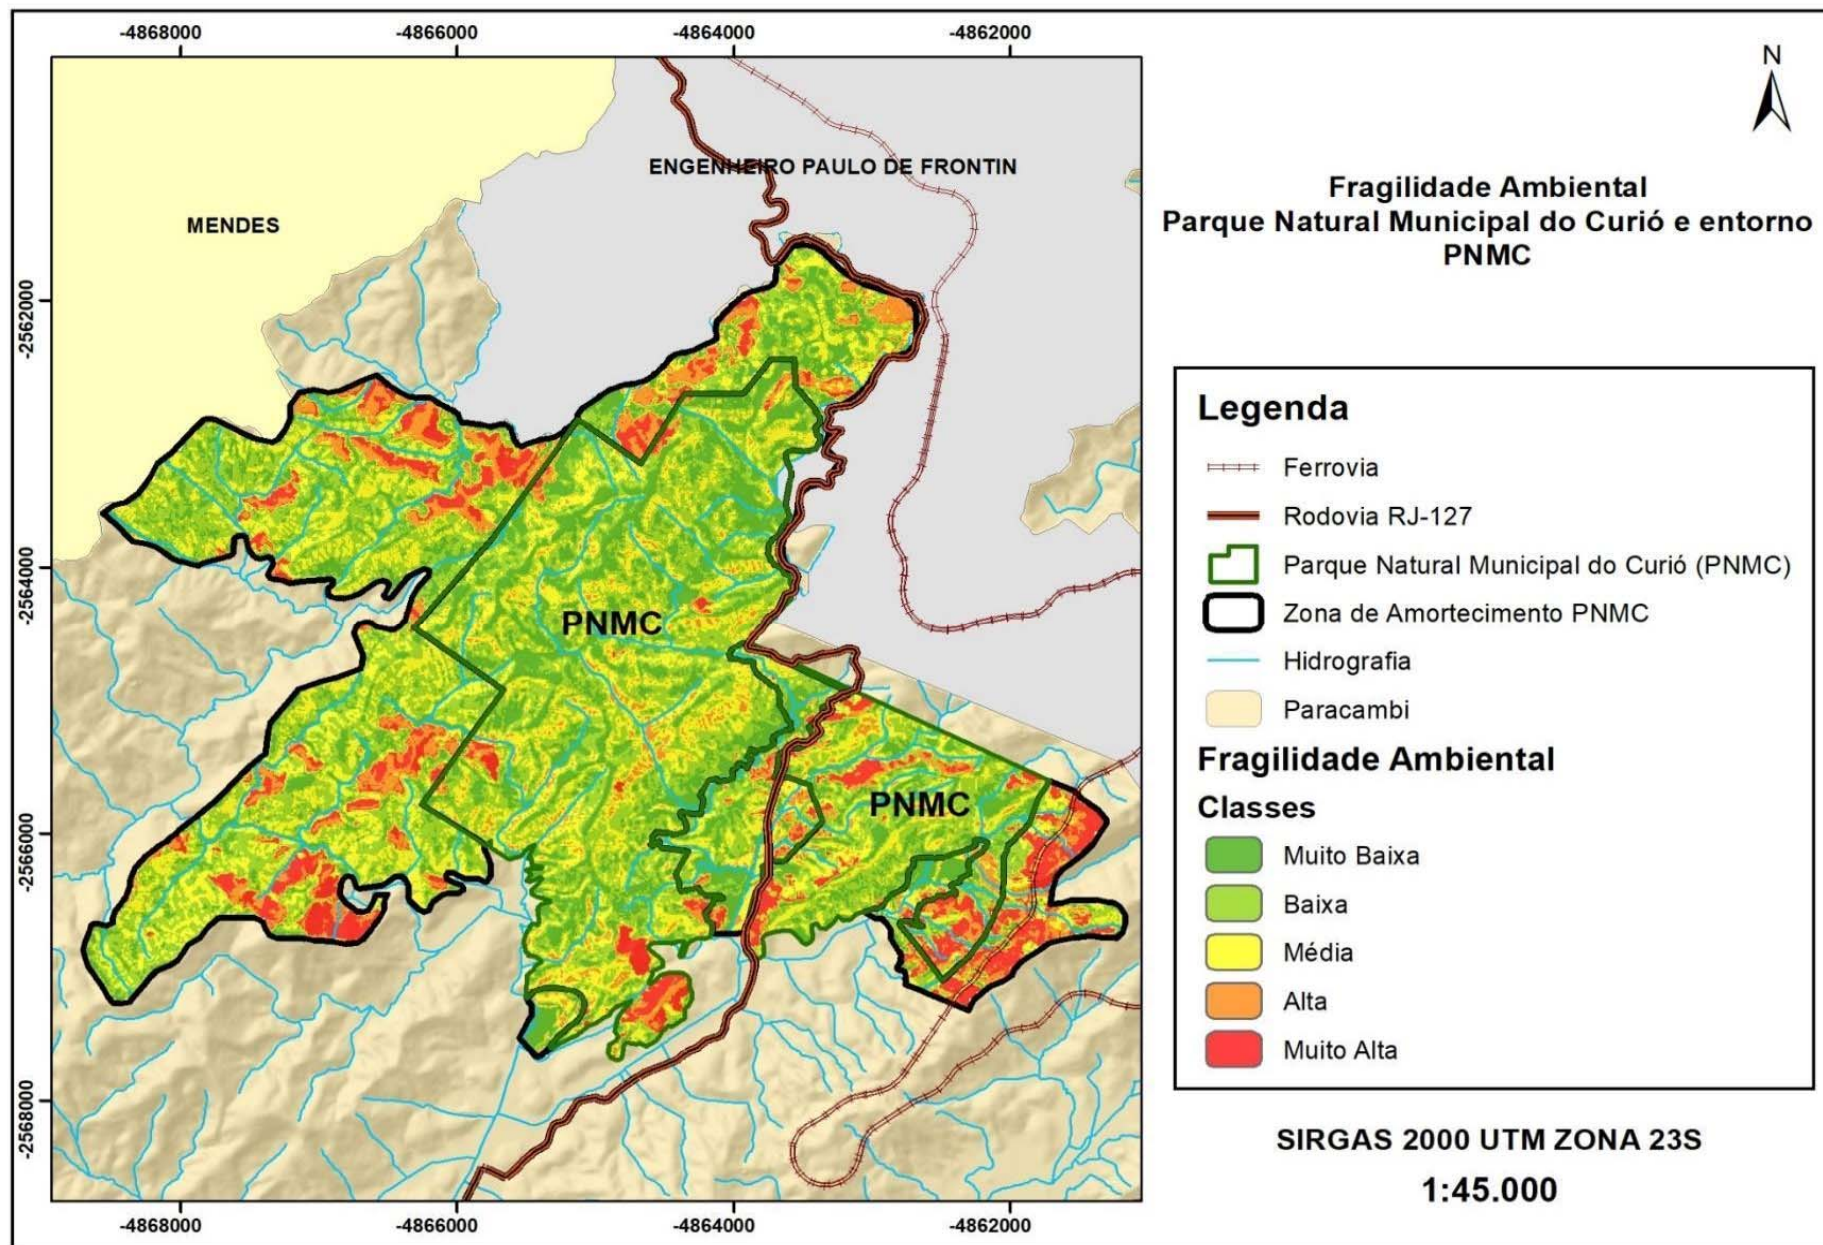 -4868000 -4866000 -4864000 -4862000
N
ENGENHEIRO PAULO DE FRONTIN
MENDES
Fragilidade Ambiental
Parque Natural Municipal do Curió e entorno
PNMC
-2562000
-2564000
-2566000
-2568000
PNMC
PNMC
Legenda
Ferrovia
Rodovia RJ-127
Parque Natural Municipal do Curió (PNMC)
Zona de Amortecimento PNMC
Hidrografia
Paracambi
Fragilidade Ambiental
Classes
Muito Baixa
Baixa
Média
Alta
Muito Alta
SIRGAS 2000 UTM ZONA 23S
1:45.000
-4868000 -4866000 -4864000 -4862000